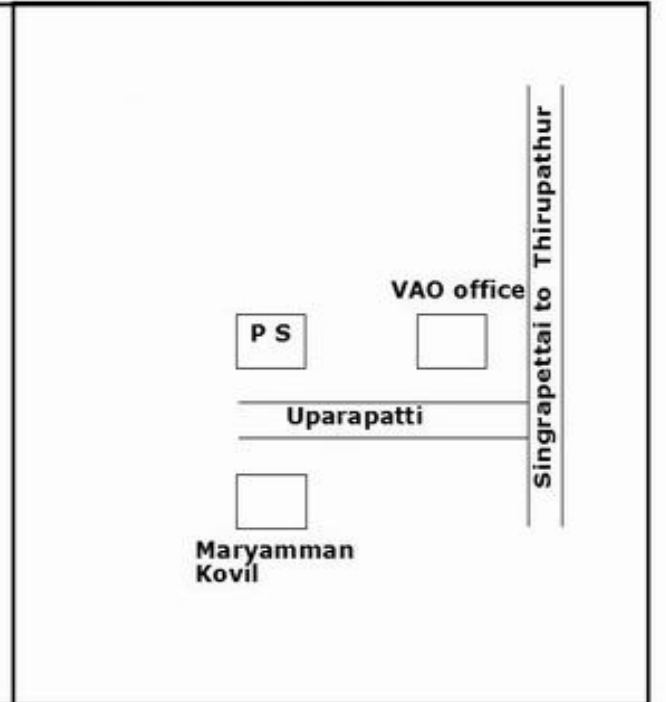 VAO office
P S
Uparapatti
Maryamman
Kovil
Singrapettai to Thirupathur